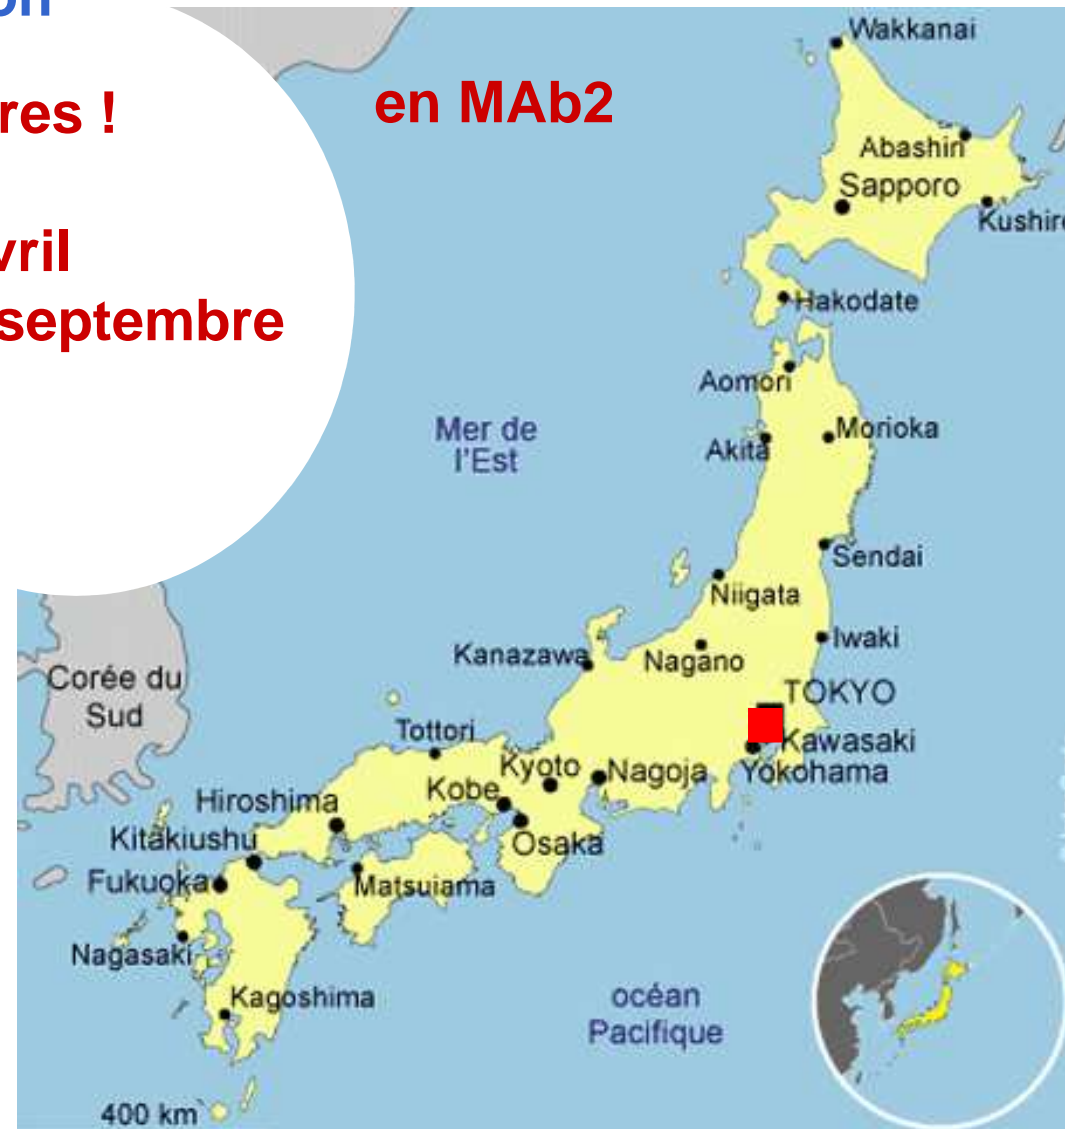 on
res !
en MAb2
vril
septembre
Wakkanai
Abashiri
Sapporo
Kushiro
Hakodate
Aomori
Morioka
Akita
Mer de
l'Est
Sendai
Niigata
Iwaki
Kanazawa
Nagano
Corée du
Sud
TOKYO
Kawasaki
Yokohama
Tottori
Kyoto
Nagoja
Kobe
Osaka
Hiroshima
Kitakiushu
Fukuoka
Matsuiama
Nagasaki
Kagoshima
océan
Pacifique
400 km